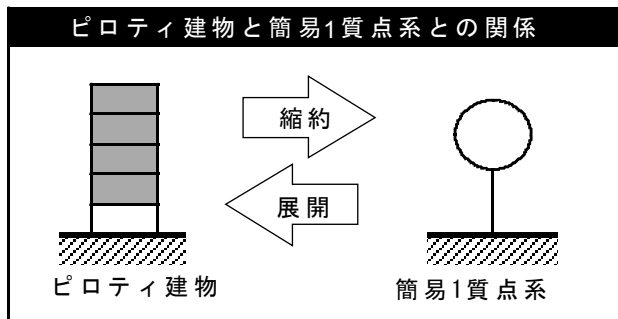 ピロティ建物と簡易1質点系との関係
縮約
展開
ピロティ建物
簡易1質点系